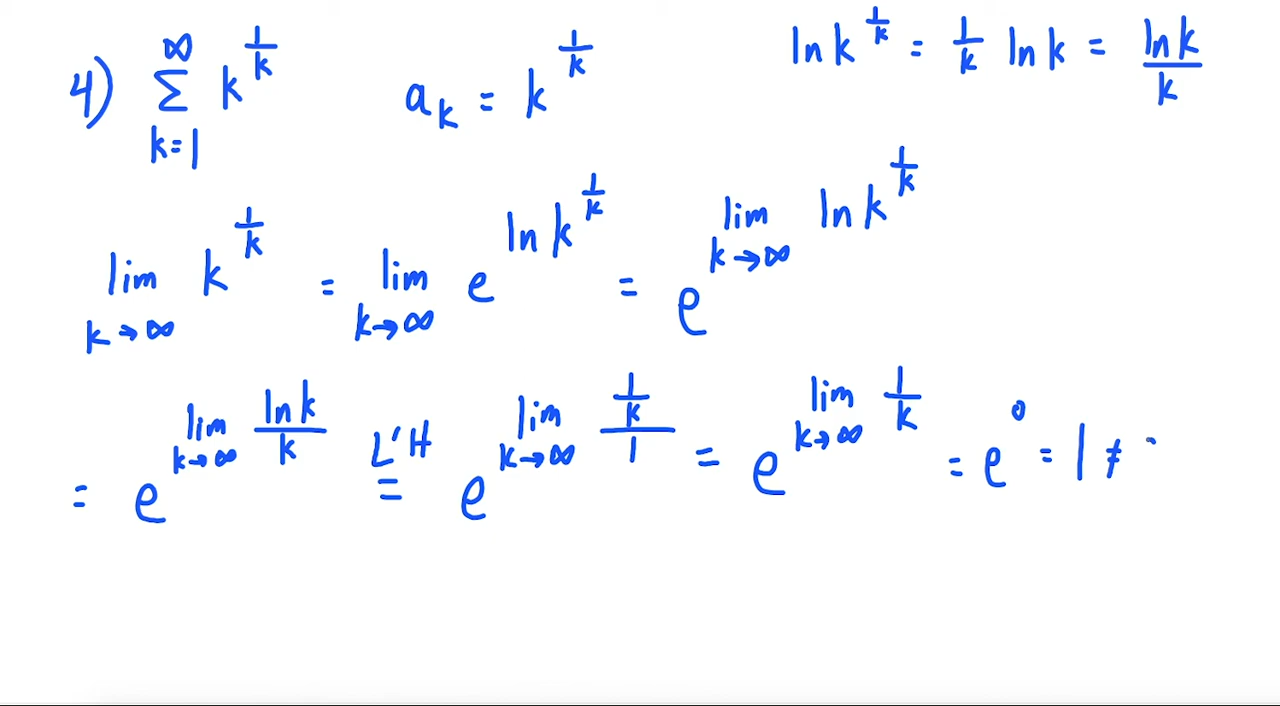 4) ∑_{k=1}^{∞} k^{1/k}    a_k = k^{1/k}    ln k^{1/k} = 1/k ln k = ln k / k
lim_{k→∞} k^{1/k} = lim_{k→∞} e^{ln k^{1/k}} = e^{lim_{k→∞} ln k^{1/k}}
= e^{lim_{k→∞} ln k / k} L'H= e^{lim_{k→∞} (1/k)/1} = e^{lim_{k→∞} 1/k} = e^0 = 1 ≠